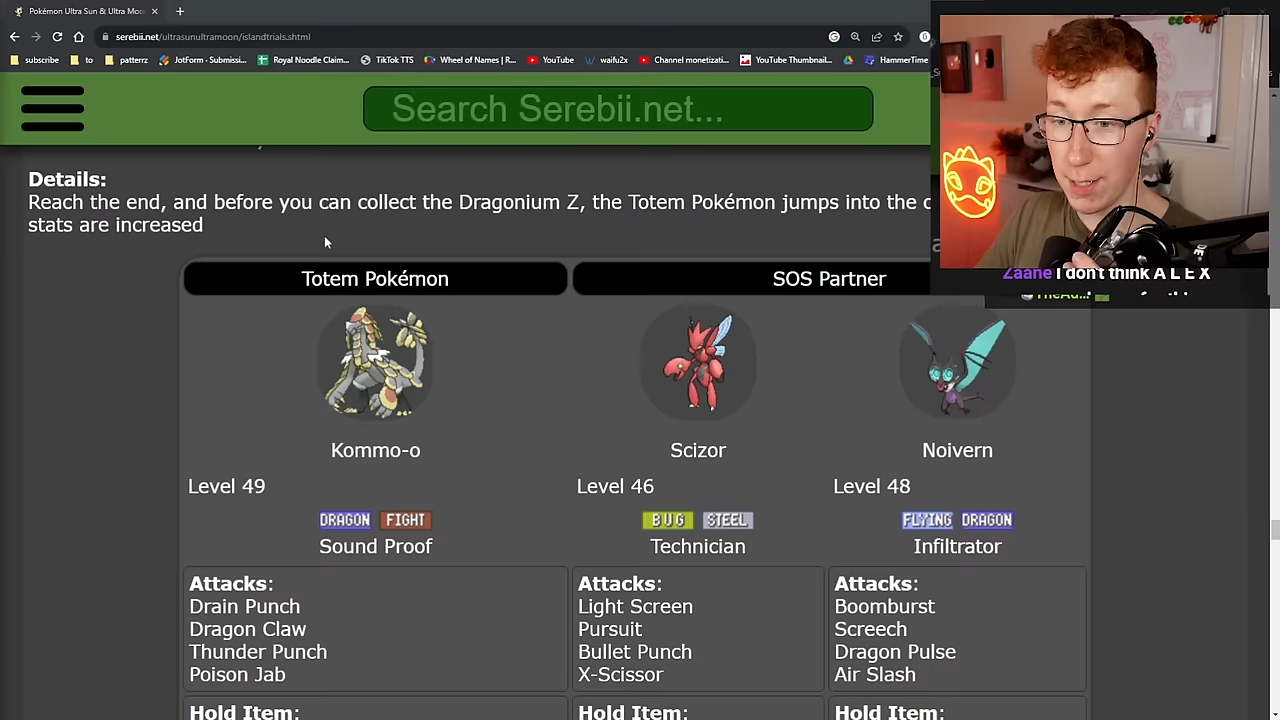 Pokémon Ultra Sun & Ultra Moo
serebii.net/ultrasunultramoon/islandtrials.shtml
subscribe
to
patterrz
JotForm - Submissi...
Royal Noodle Claim...
TikTok TTS
Wheel of Names | R...
YouTube
waifu2x
Channel monetizati...
YouTube Thumbnail...
HammerTime
Search Serebii.net...
Details:
Reach the end, and before you can collect the Dragonium Z, the Totem Pokémon jumps into the
stats are increased
Zaane I don't think A L E X
Totem Pokémon
SOS Partner
Kommo-o
Scizor
Noivern
Level 49
Level 46
Level 48
DRAGON FIGHT
BUG STEEL
FLYING DRAGON
Sound Proof
Technician
Infiltrator
Attacks:
Drain Punch
Dragon Claw
Thunder Punch
Poison Jab
Attacks:
Light Screen
Pursuit
Bullet Punch
X-Scissor
Attacks:
Boomburst
Screech
Dragon Pulse
Air Slash
Hold Item:
Hold Item:
Hold Item: